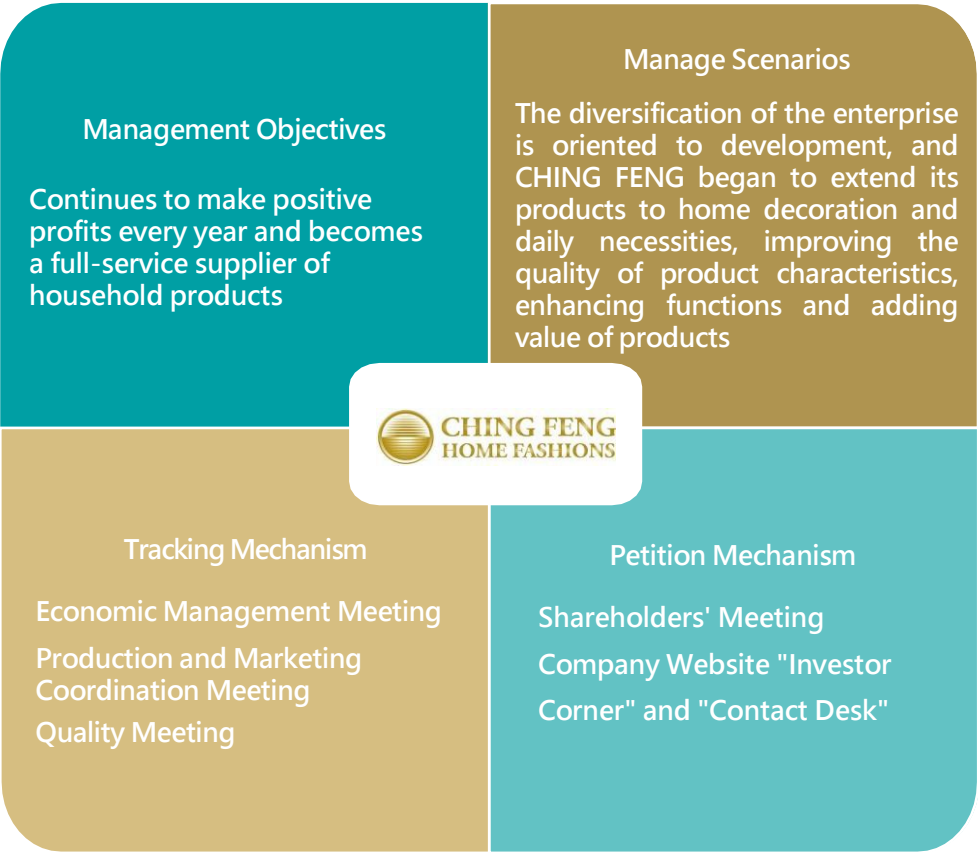 Management Objectives
Continues to make positive
profits every year and becomes
a full-service supplier of
household products
Manage Scenarios
The diversification of the enterprise
is oriented to development, and
CHING FENG began to extend its
products to home decoration and
daily necessities, improving the
quality of product characteristics,
enhancing functions and adding
value of products
CHING FENG
HOME FASHIONS
Tracking Mechanism
Economic Management Meeting
Production and Marketing
Coordination Meeting
Quality Meeting
Petition Mechanism
Shareholders' Meeting
Company Website "Investor
Corner" and "Contact Desk"